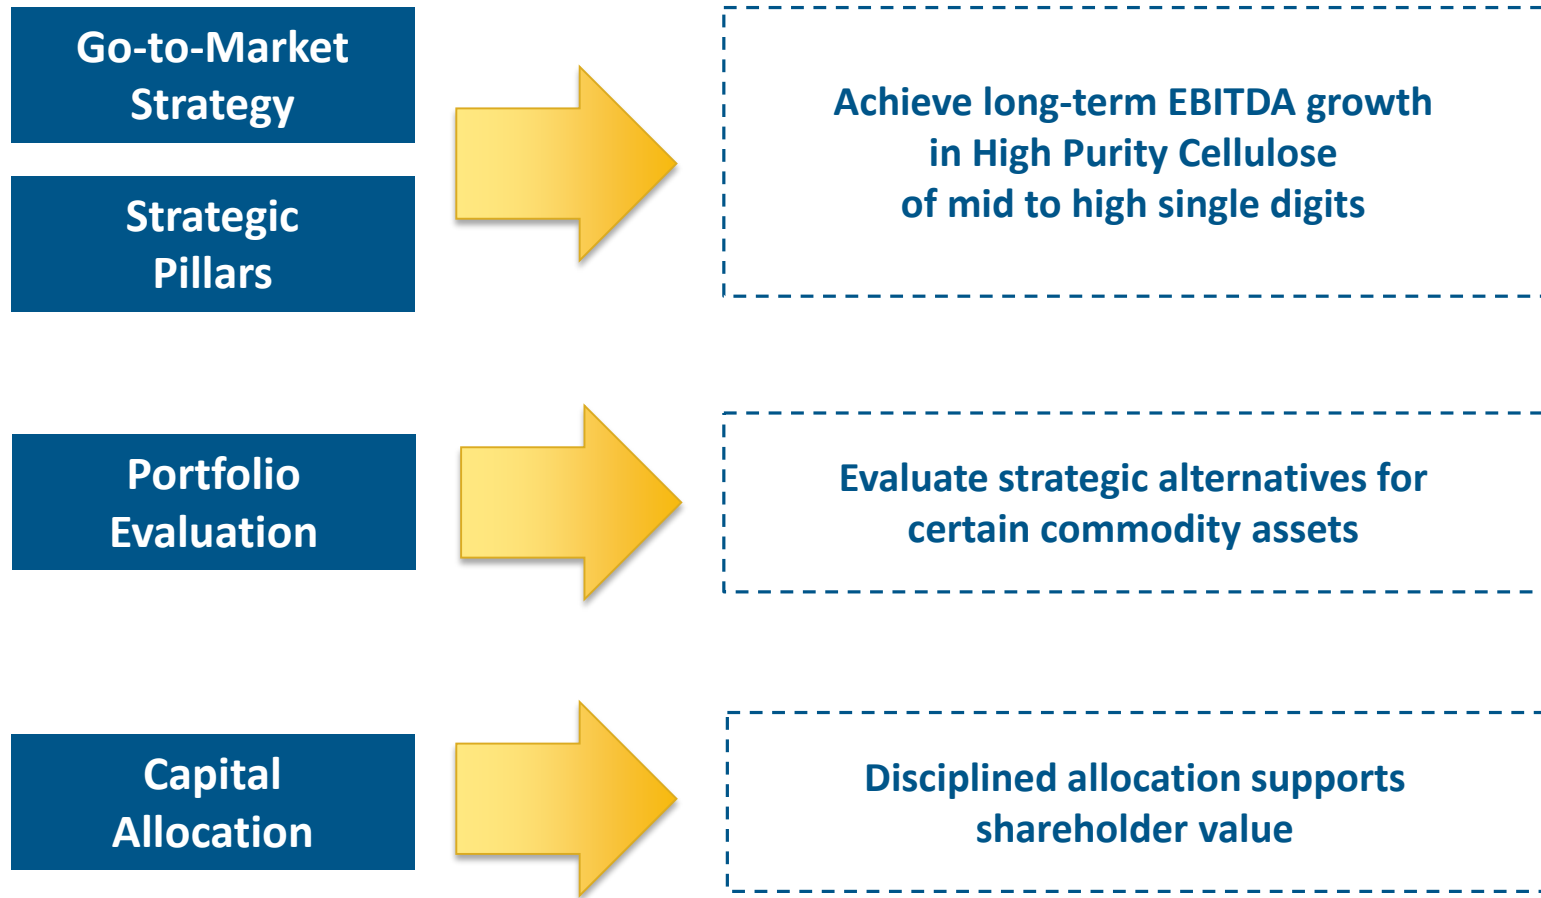 Go-to-Market
Strategy
Strategic
Pillars
Achieve long-term EBITDA growth
in High Purity Cellulose
of mid to high single digits
Portfolio
Evaluation
Evaluate strategic alternatives for
certain commodity assets
Capital
Allocation
Disciplined allocation supports
shareholder value